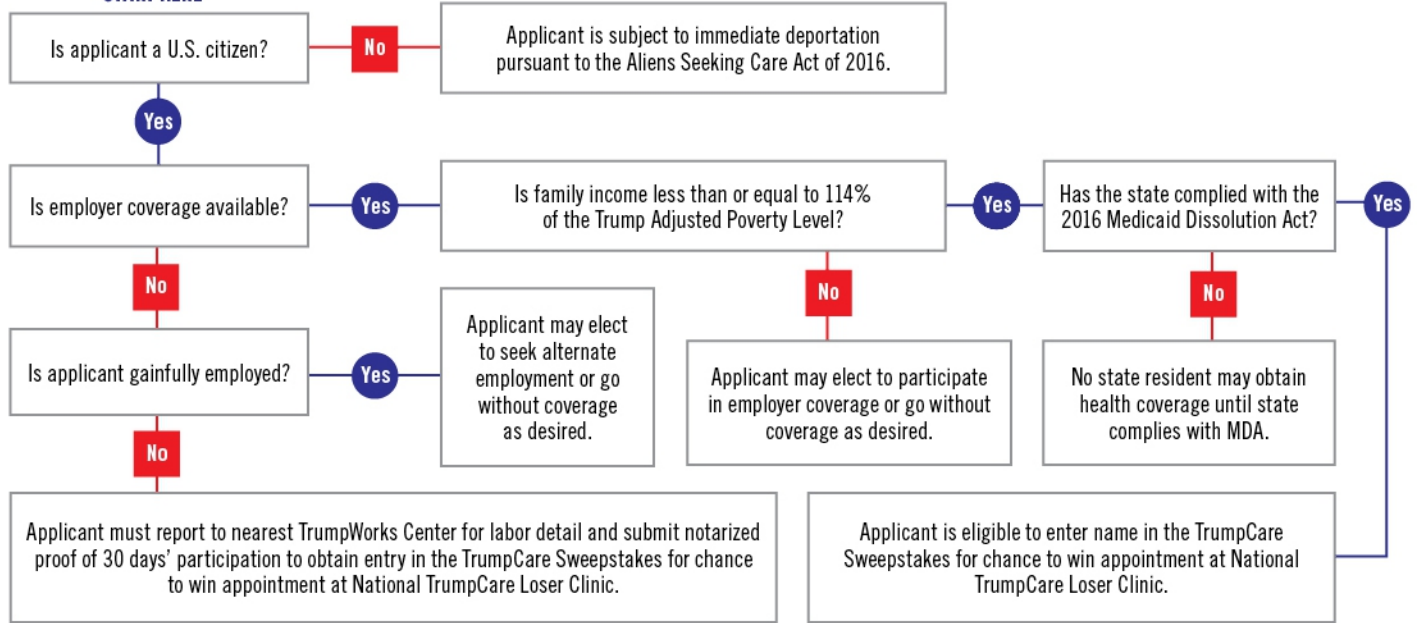 Is applicant a U.S. citizen?
No
Applicant is subject to immediate deportation
pursuant to the Aliens Seeking Care Act of 2016.
Yes
Is employer coverage available?
Yes
Is family income less than or equal to 114%
of the Trump Adjusted Poverty Level?
Yes
Has the state complied with the
2016 Medicaid Dissolution Act?
Yes
No
No
No
Is applicant gainfully employed?
Yes
Applicant may elect
to seek alternate
employment or go
without coverage
as desired.
Applicant may elect to participate
in employer coverage or go without
coverage as desired.
No state resident may obtain
health coverage until state
complies with MDA.
No
Applicant must report to nearest TrumpWorks Center for labor detail and submit notarized
proof of 30 days’ participation to obtain entry in the TrumpCare Sweepstakes for chance
to win appointment at National TrumpCare Loser Clinic.
Applicant is eligible to enter name in the TrumpCare
Sweepstakes for chance to win appointment at National
TrumpCare Loser Clinic.